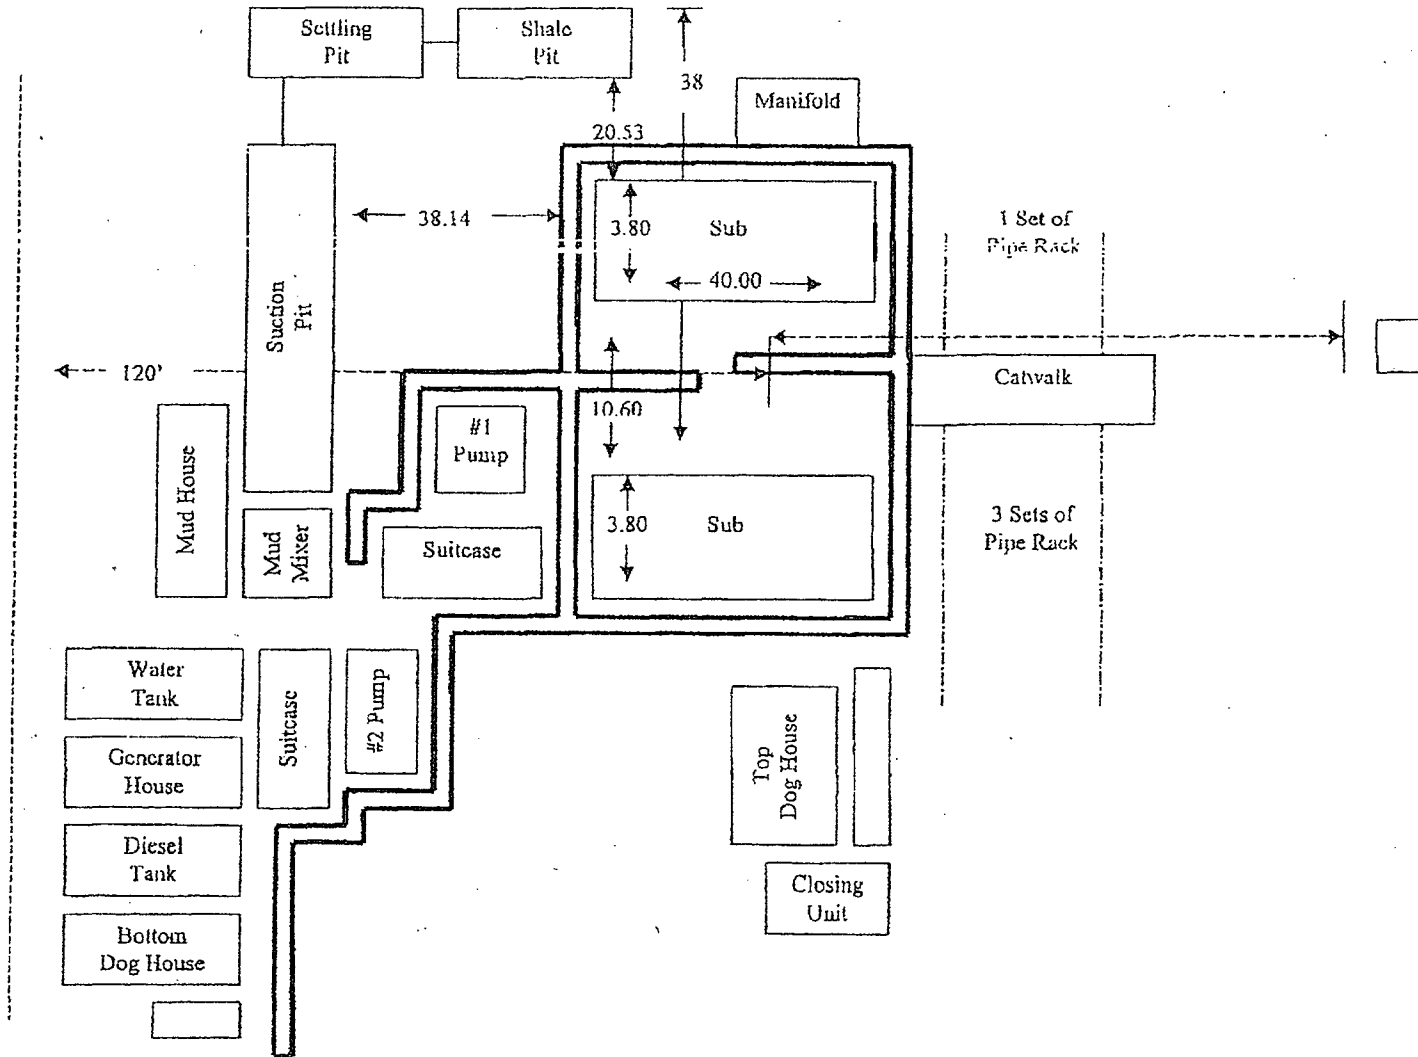 Settling
Pit
Shale
Pit
38
Manifold
20.53
38.14
3.80
Sub
40.00
1 Set of
Pipe Rack
Suction
Pit
120'
Catwalk
10.60
#1
Pump
Mud House
Mud
Mixer
Suitcase
3.80
Sub
3 Sets of
Pipe Rack
Water
Tank
Suitcase
#2 Pump
Generator
House
Top
Dog House
Diesel
Tank
Closing
Unit
Bottom
Dog House